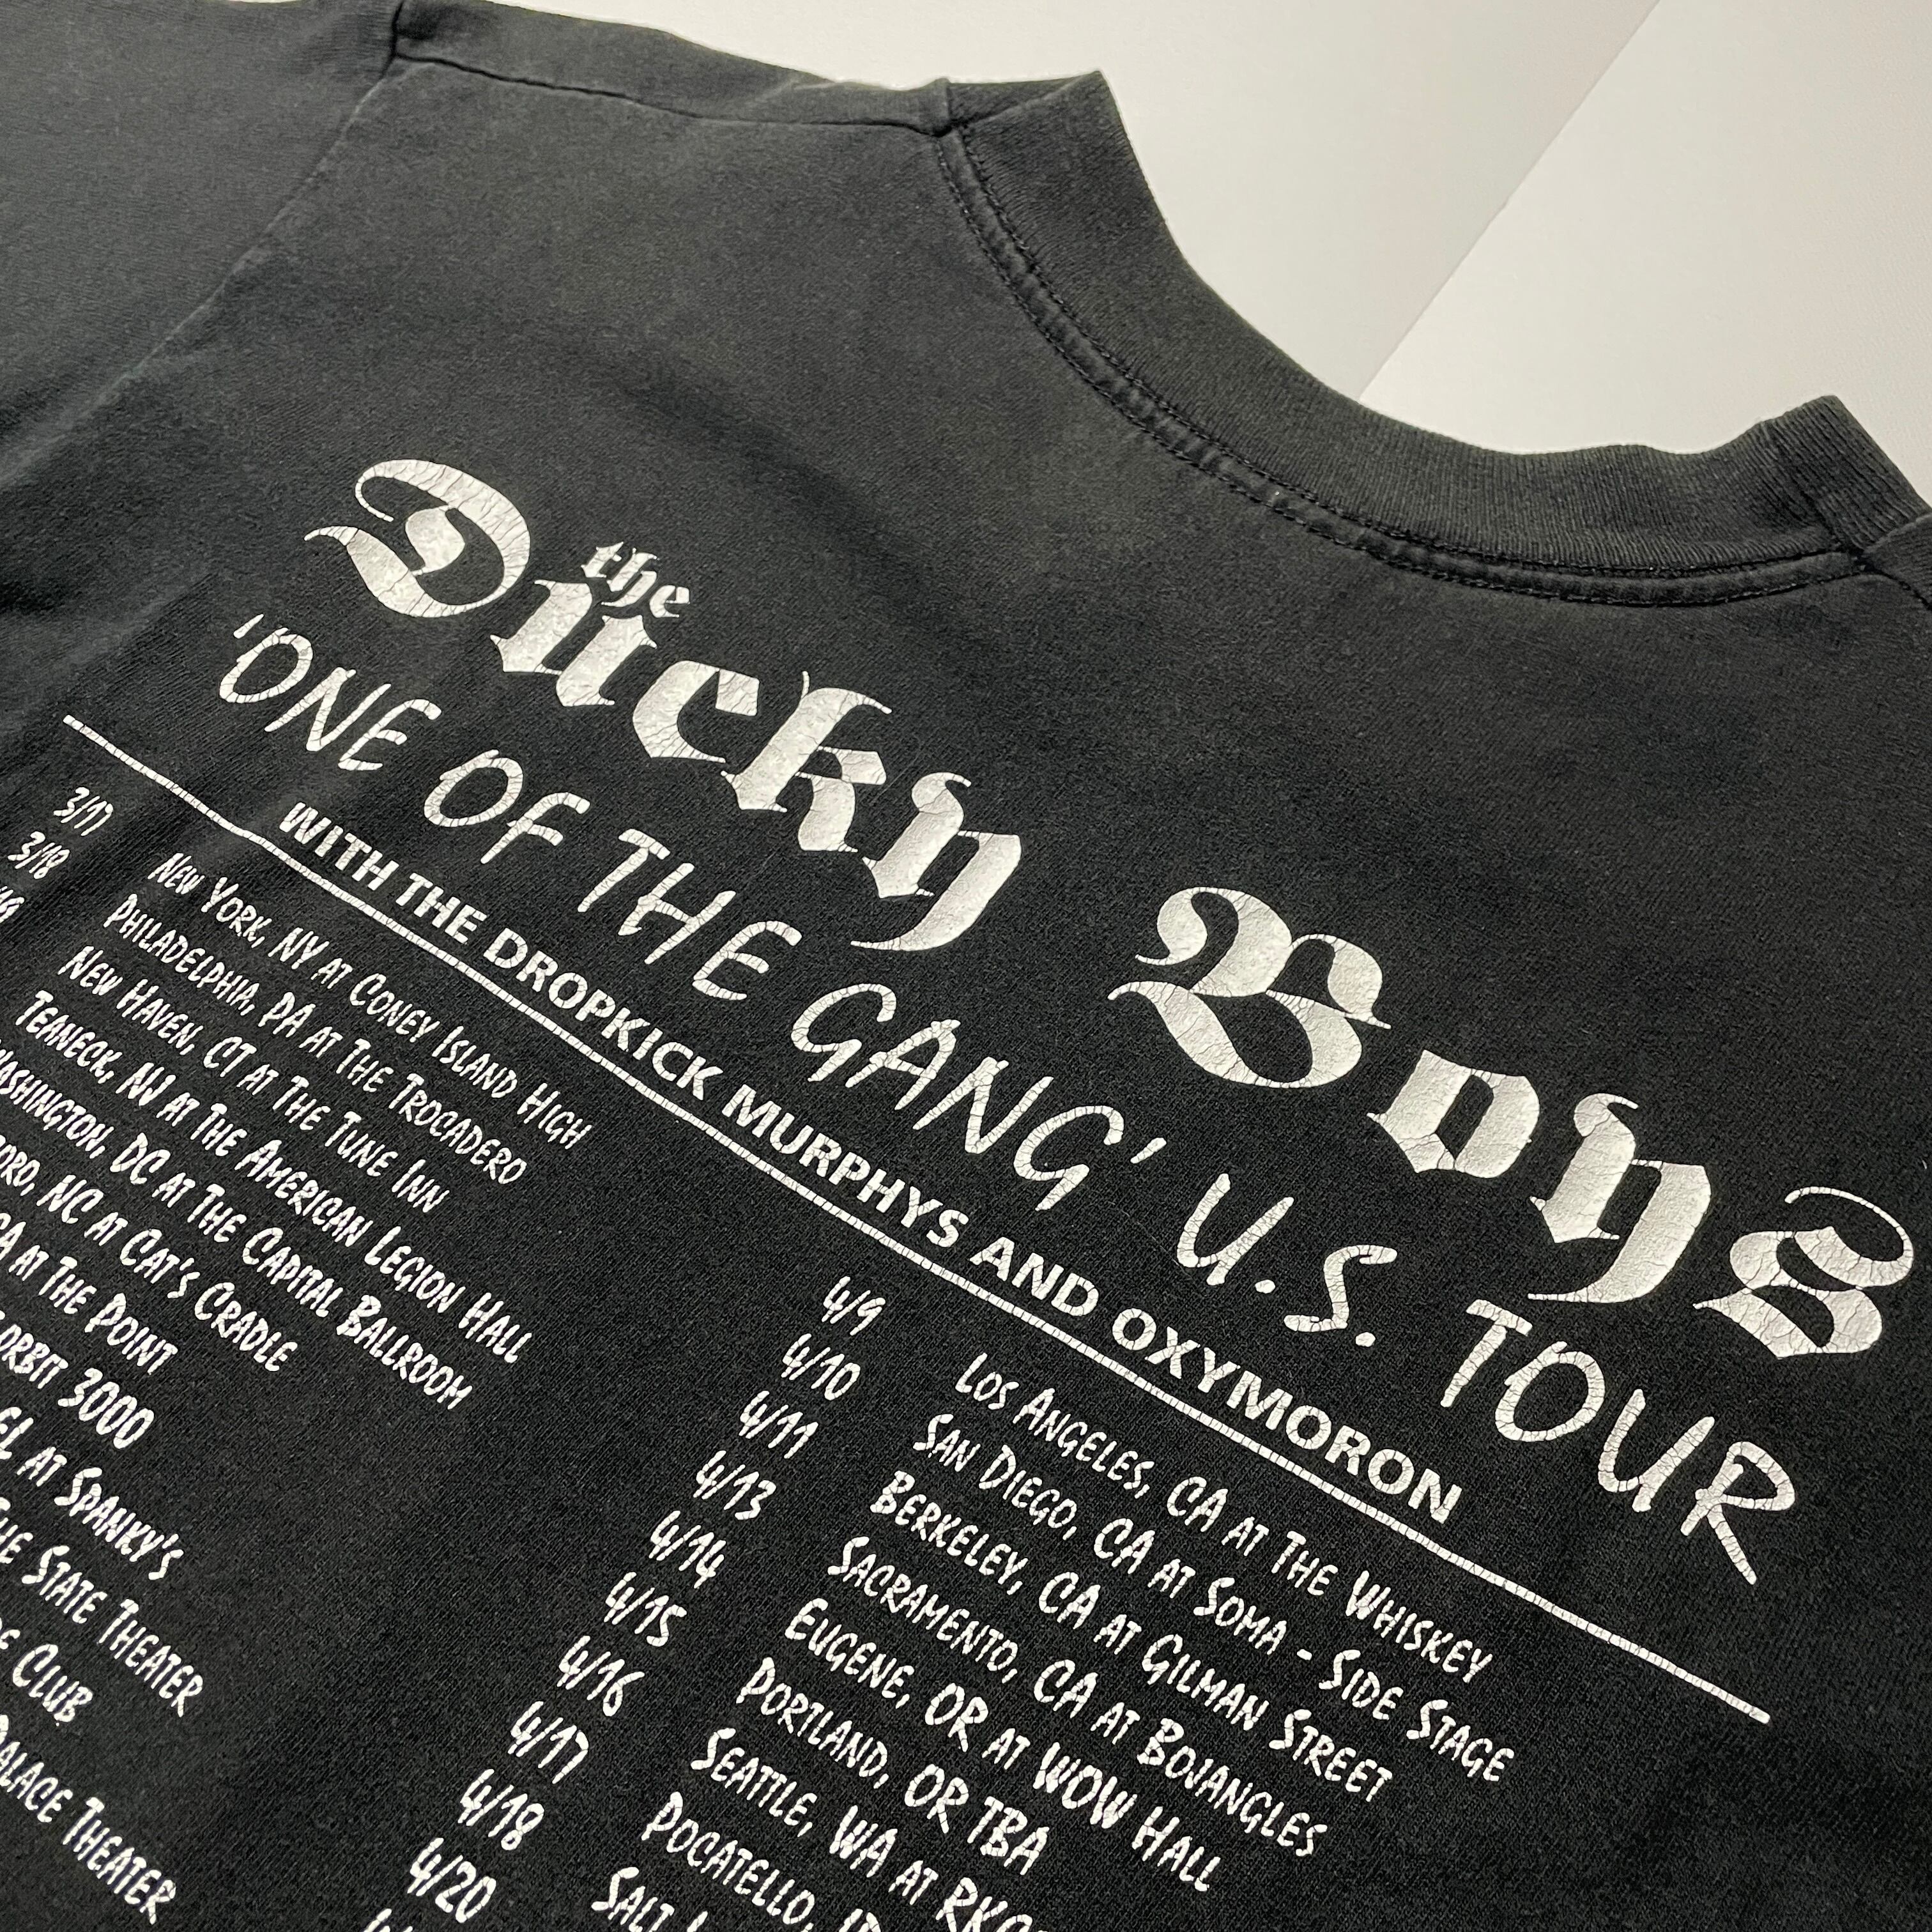 the
Ducky Boys
'ONE OF THE GANG' U.S. TOUR
WITH THE DROPKICK MURPHYS AND OXYMORON
3/17 NEW YORK, NY AT CONEY ISLAND HIGH
3/18 PHILADELPHIA, PA AT THE TROCADERO
NEW HAVEN, CT AT THE TUNE INN
TEANECK, NJ AT THE AMERICAN LEGION HALL
WASHINGTON, DC AT THE CAPITAL BALLROOM
NC AT CAT'S CRADLE
AT THE POINT
ORBIT 3000
AT SPANKY'S
THE STATE THEATER
CLUB
PALACE THEATER
4/9 LOS ANGELES, CA AT THE WHISKEY
4/10 SAN DIEGO, CA AT SOMA - SIDE STAGE
4/11 BERKELEY, CA AT GILMAN STREET
4/13 SACRAMENTO, CA AT BOJANGLES
4/14 EUGENE, OR AT WOW HALL
4/15 PORTLAND, OR TBA
4/16 SEATTLE, WA AT
4/17 POCATELLO,
4/18 SALT
4/20